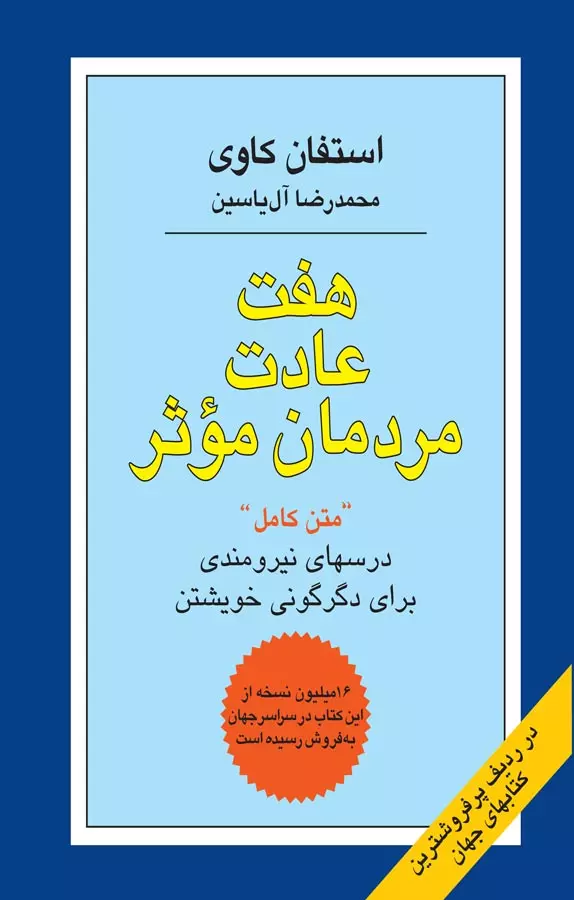 استفان کاوی
محمدرضا آل‌یاسین
هفت
عادت
مردمان مؤثر
”متن کامل“
درسهای نیرومندی
برای دگرگونی خویشتن
۱۶میلیون نسخه از
این کتاب در سراسر جهان
به‌فروش رسیده است
در ردیف پرفروشترین
کتابهای جهان